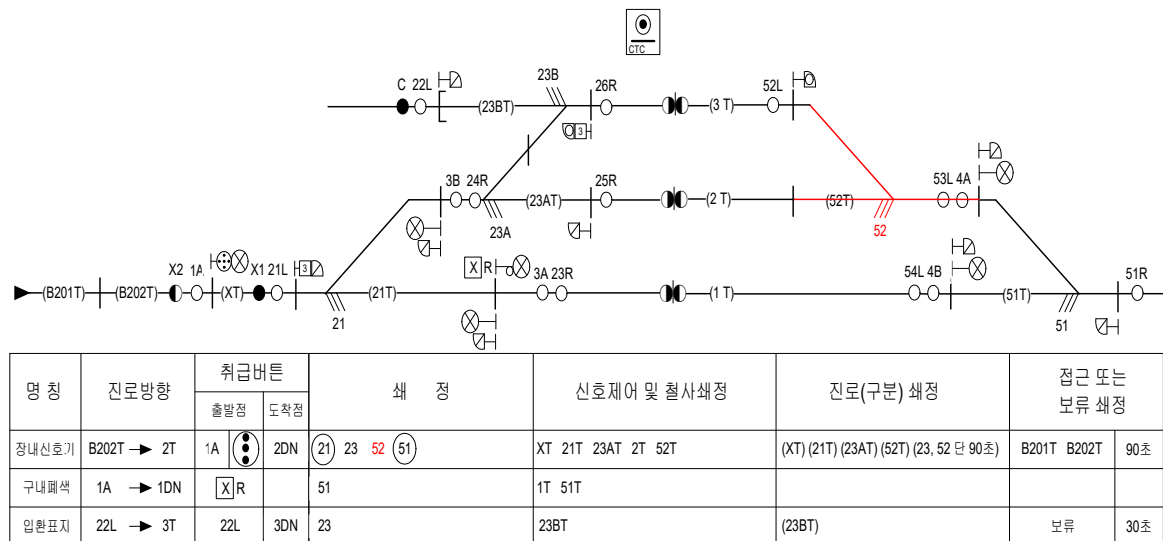 CTC
23B
C 22L
(23BT)
26R
(3 T)
52L
3
3B 24R
(23AT)
25R
(2 T)
(52T)
53L 4A
23A
52
X2 1A
X1 21L
3
X R
(B201T)
(B202T)
(XT)
(21T)
3A 23R
(1 T)
54L 4B
(51T)
51R
21
51
명 칭 진로방향 취급버튼 쇄 정 신호제어 및 철사쇄정 진로(구분) 쇄정 접근 또는 보류 쇄정
출발점 도착점
장내신호기 B202T → 2T 1A 2DN 21 23 52 51 XT 21T 23AT 2T 52T (XT) (21T) (23AT) (52T) (23, 52 단 90초) B201T B202T 90초
구내폐색 1A → 1DN X R 51 1T 51T
입환표지 22L → 3T 22L 3DN 23 23BT (23BT) 보류 30초